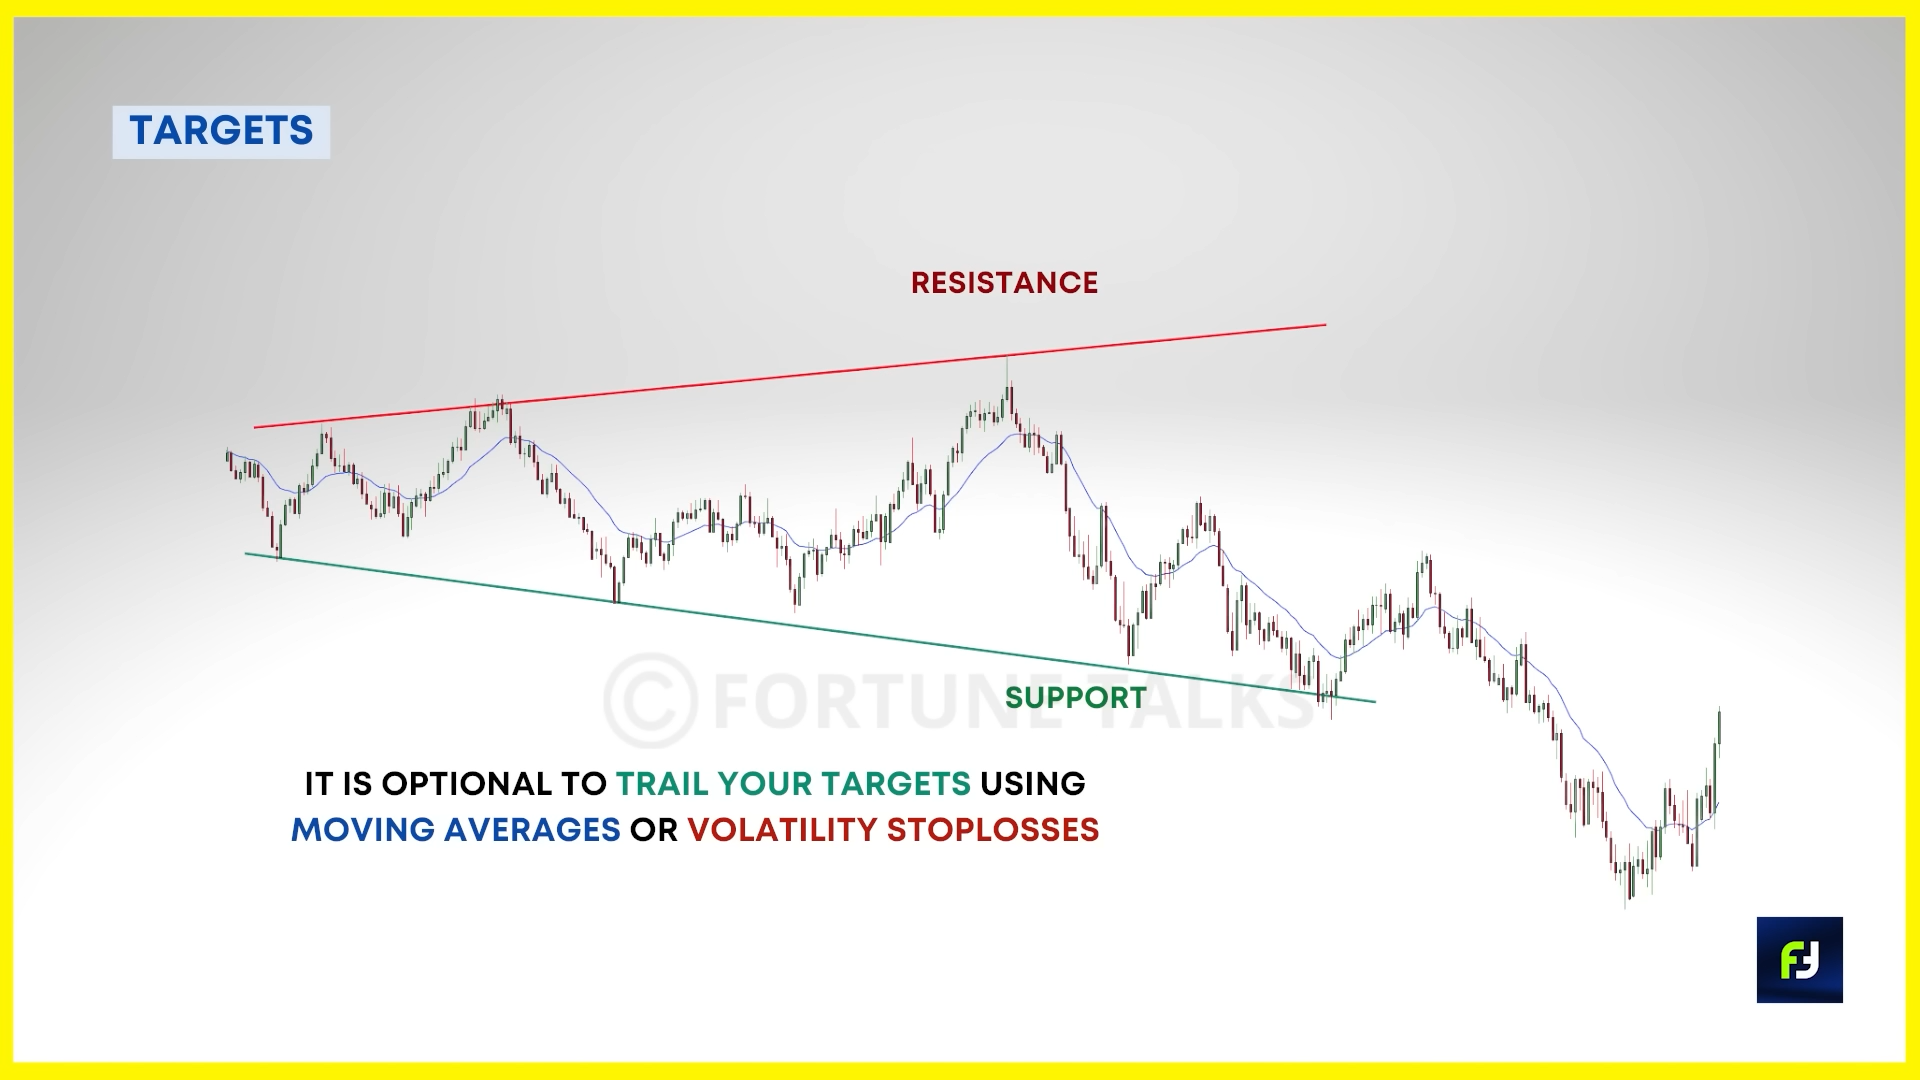 TARGETS
RESISTANCE
© FORTUNE TALKS
SUPPORT
IT IS OPTIONAL TO TRAIL YOUR TARGETS USING
MOVING AVERAGES OR VOLATILITY STOPLOSSES